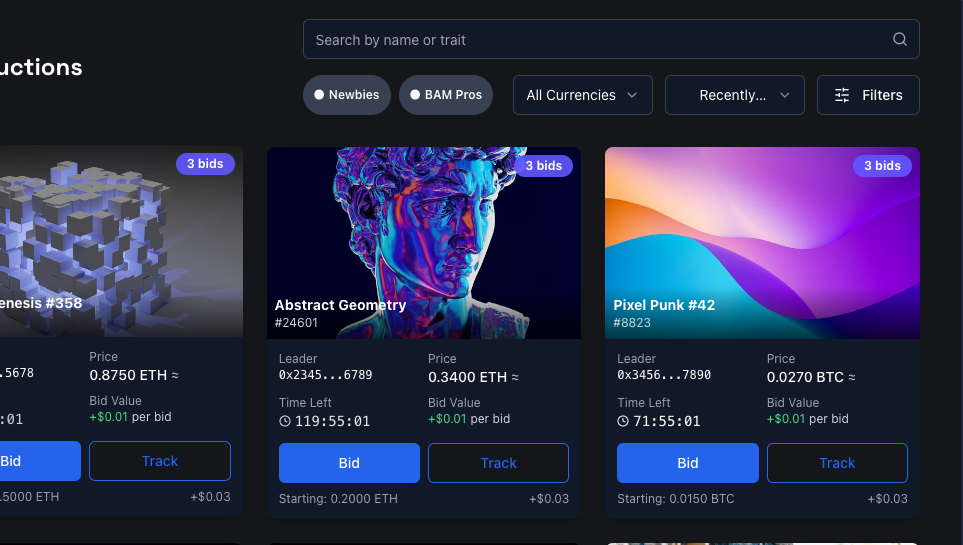 uctions
Search by name or trait
Newbies
BAM Pros
All Currencies
Recently...
Filters
3 bids
enesis #358
Price
.5678
0.8750 ETH ≈
Bid Value
:01
+$0.01 per bid
Bid
Track
.5000 ETH
+$0.03
3 bids
Abstract Geometry
#24601
Leader
Price
0x2345...6789
0.3400 ETH ≈
Time Left
Bid Value
119:55:01
+$0.01 per bid
Bid
Track
Starting: 0.2000 ETH
+$0.03
3 bids
Pixel Punk #42
#8823
Leader
Price
0x3456...7890
0.0270 BTC ≈
Time Left
Bid Value
71:55:01
+$0.01 per bid
Bid
Track
Starting: 0.0150 BTC
+$0.03